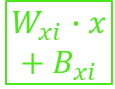 W_{xi} · x
+ B_{xi}